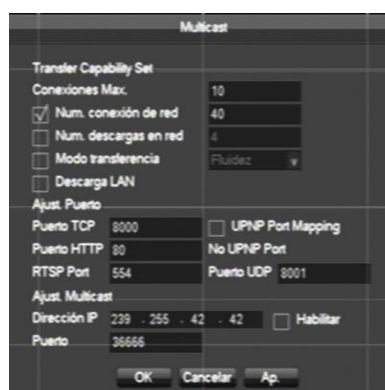 Multicast
Transfer Capability Set
Conexiones Max. 10
Num. conexión de red 40
Num. descargas en red 4
Modo transferencia Fluidez
Descarga LAN
Ajust. Puerto
Puerto TCP 8000 UPNP Port Mapping
Puerto HTTP 80 No UPNP Port
RTSP Port 554 Puerto UDP 8001
Ajust. Multicast
Dirección IP 239 . 255 . 42 . 42 Habilitar
Puerto 36666
OK Cancelar Ap.